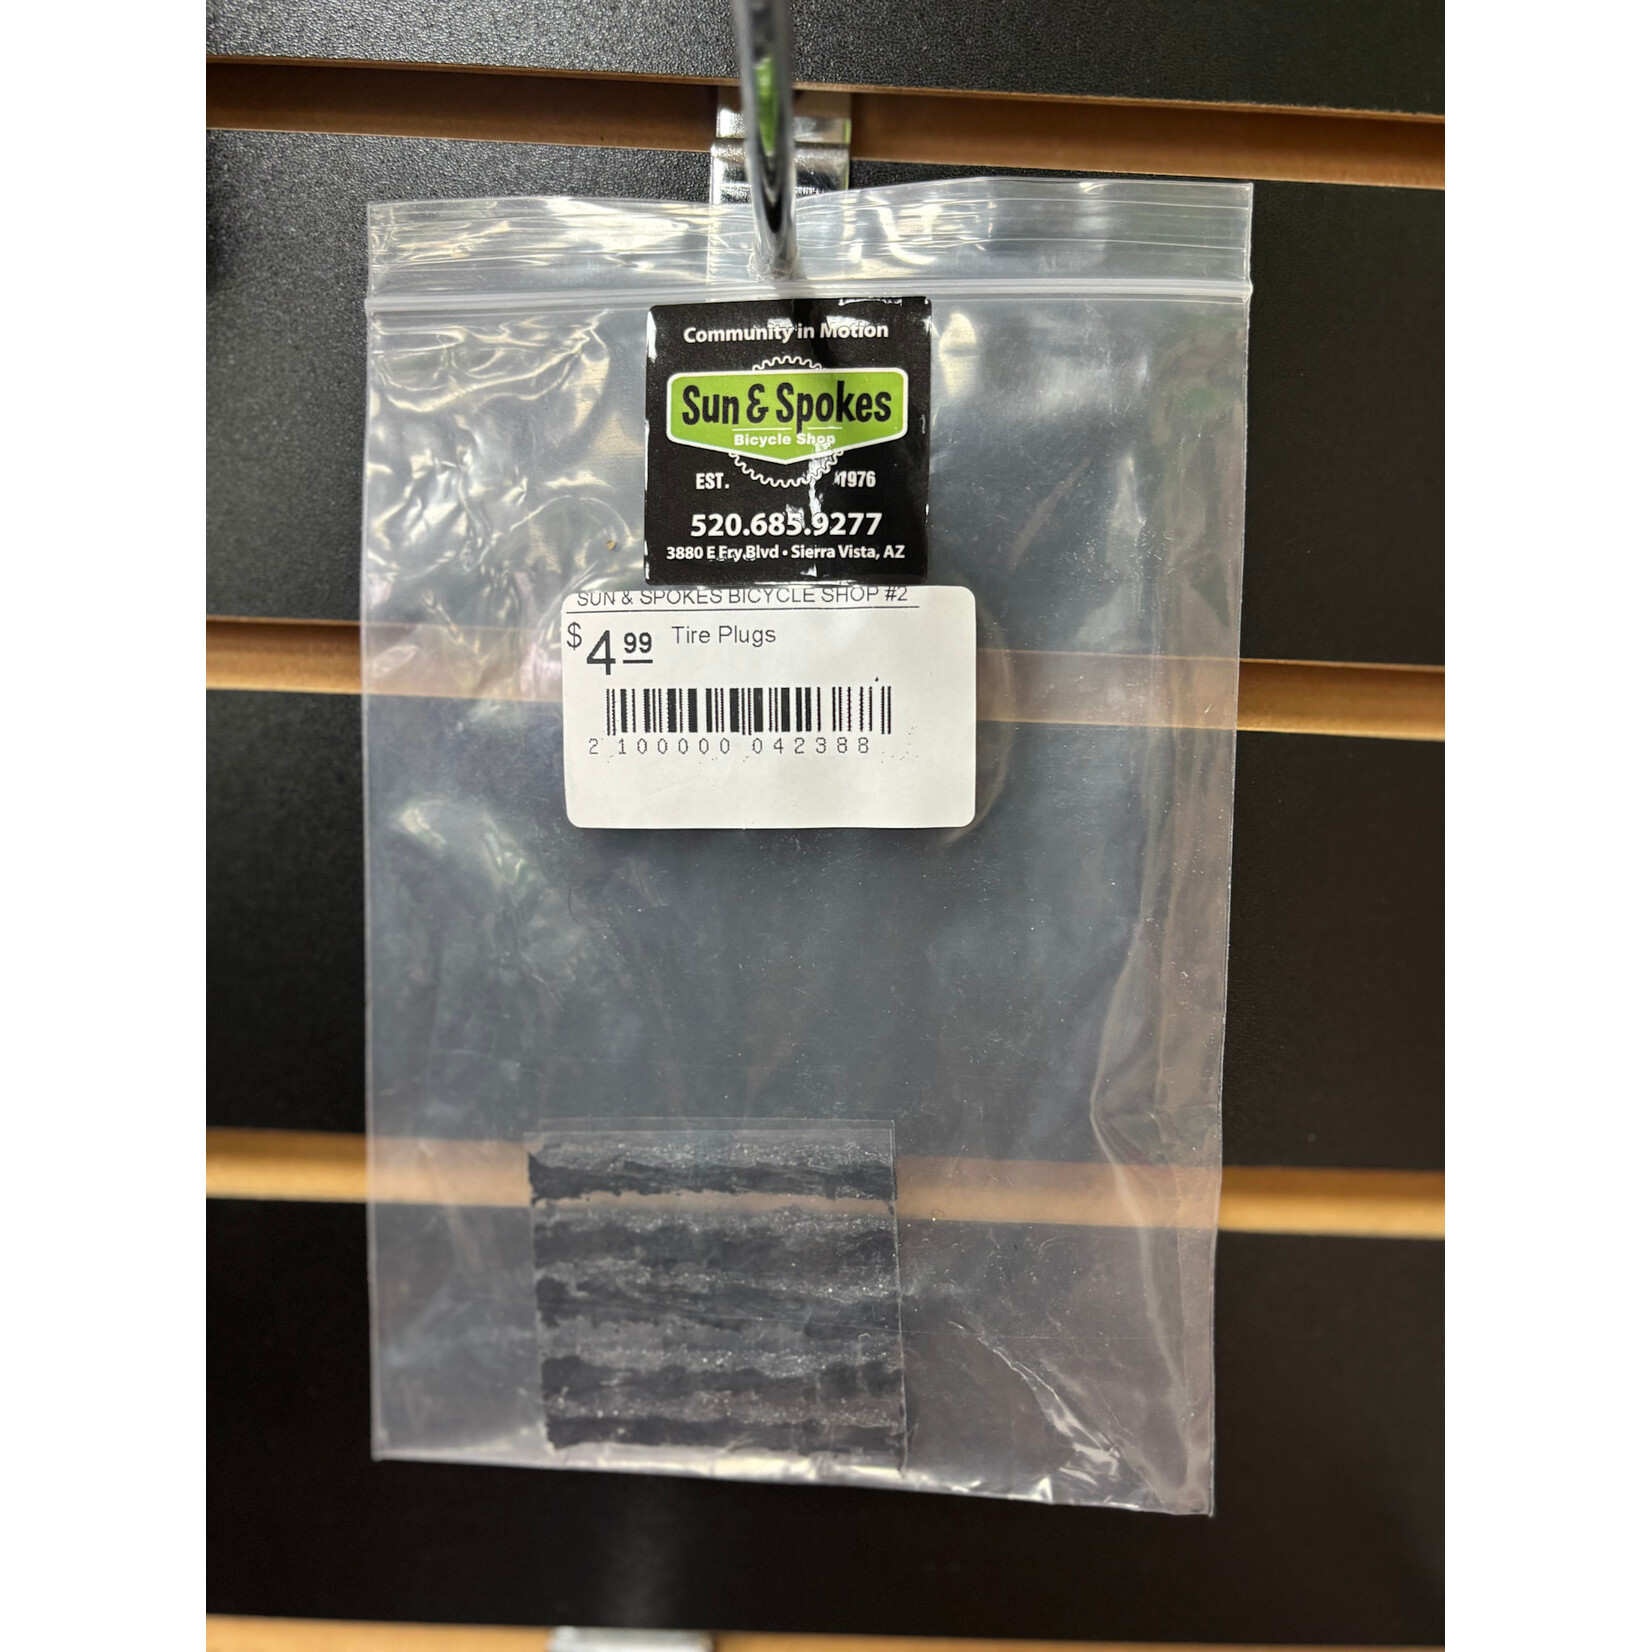 Community in Motion
Sun & Spokes
Bicycle Shop
EST. 1976
520.685.9277
3880 E Fry Blvd • Sierra Vista, AZ
SUN & SPOKES BICYCLE SHOP #2
$4.99 Tire Plugs
2 100000 042388